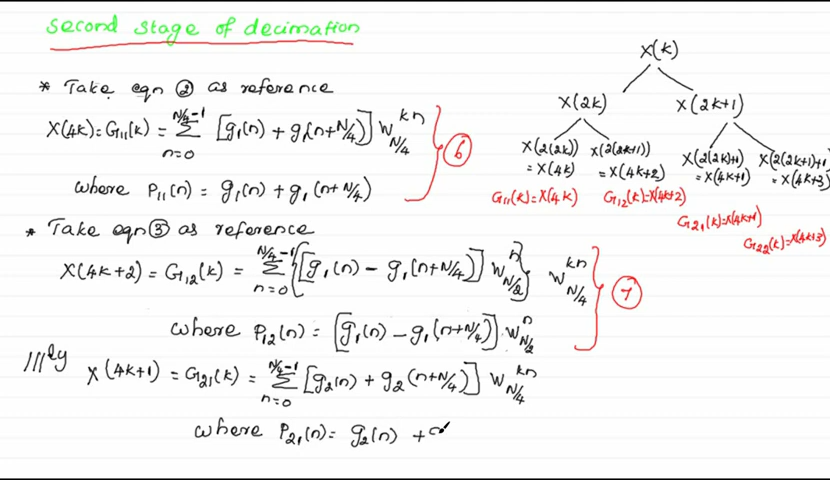 Second stage of decimation
* Take eqn ② as reference
X(4k) = G₁₁(k) = Σ_{n=0}^{N/4-1} [g₁(n) + g₁(n+N/4)] W_{N/4}^{kn} } ⑥
where P₁₁(n) = g₁(n) + g₁(n+N/4)
* Take eqn ③ as reference
X(4k+2) = G₁₂(k) = Σ_{n=0}^{N/4-1} {[g₁(n) - g₁(n+N/4)] W_{N/2}^{n}} W_{N/4}^{kn} } ⑦
where P₁₂(n) = [g₁(n) - g₁(n+N/4)] . W_{N/2}^{n}
|||ly X(4k+1) = G₂₁(k) = Σ_{n=0}^{N/4-1} [g₂(n) + g₂(n+N/4)] W_{N/4}^{kn}
where P₂₁(n) = g₂(n) +
X(k)
X(2k) X(2k+1)
X(2(2k)) X(2(2k+1)) X(2(2k)+1) X(2(2k+1)+1)
= X(4k) = X(4k+2) = X(4k+1) = X(4k+3)
G₁₁(k) = X(4k) G₁₂(k) = X(4k+2)
G₂₁(k) = X(4k+1)
G₂₂(k) = X(4k+3)